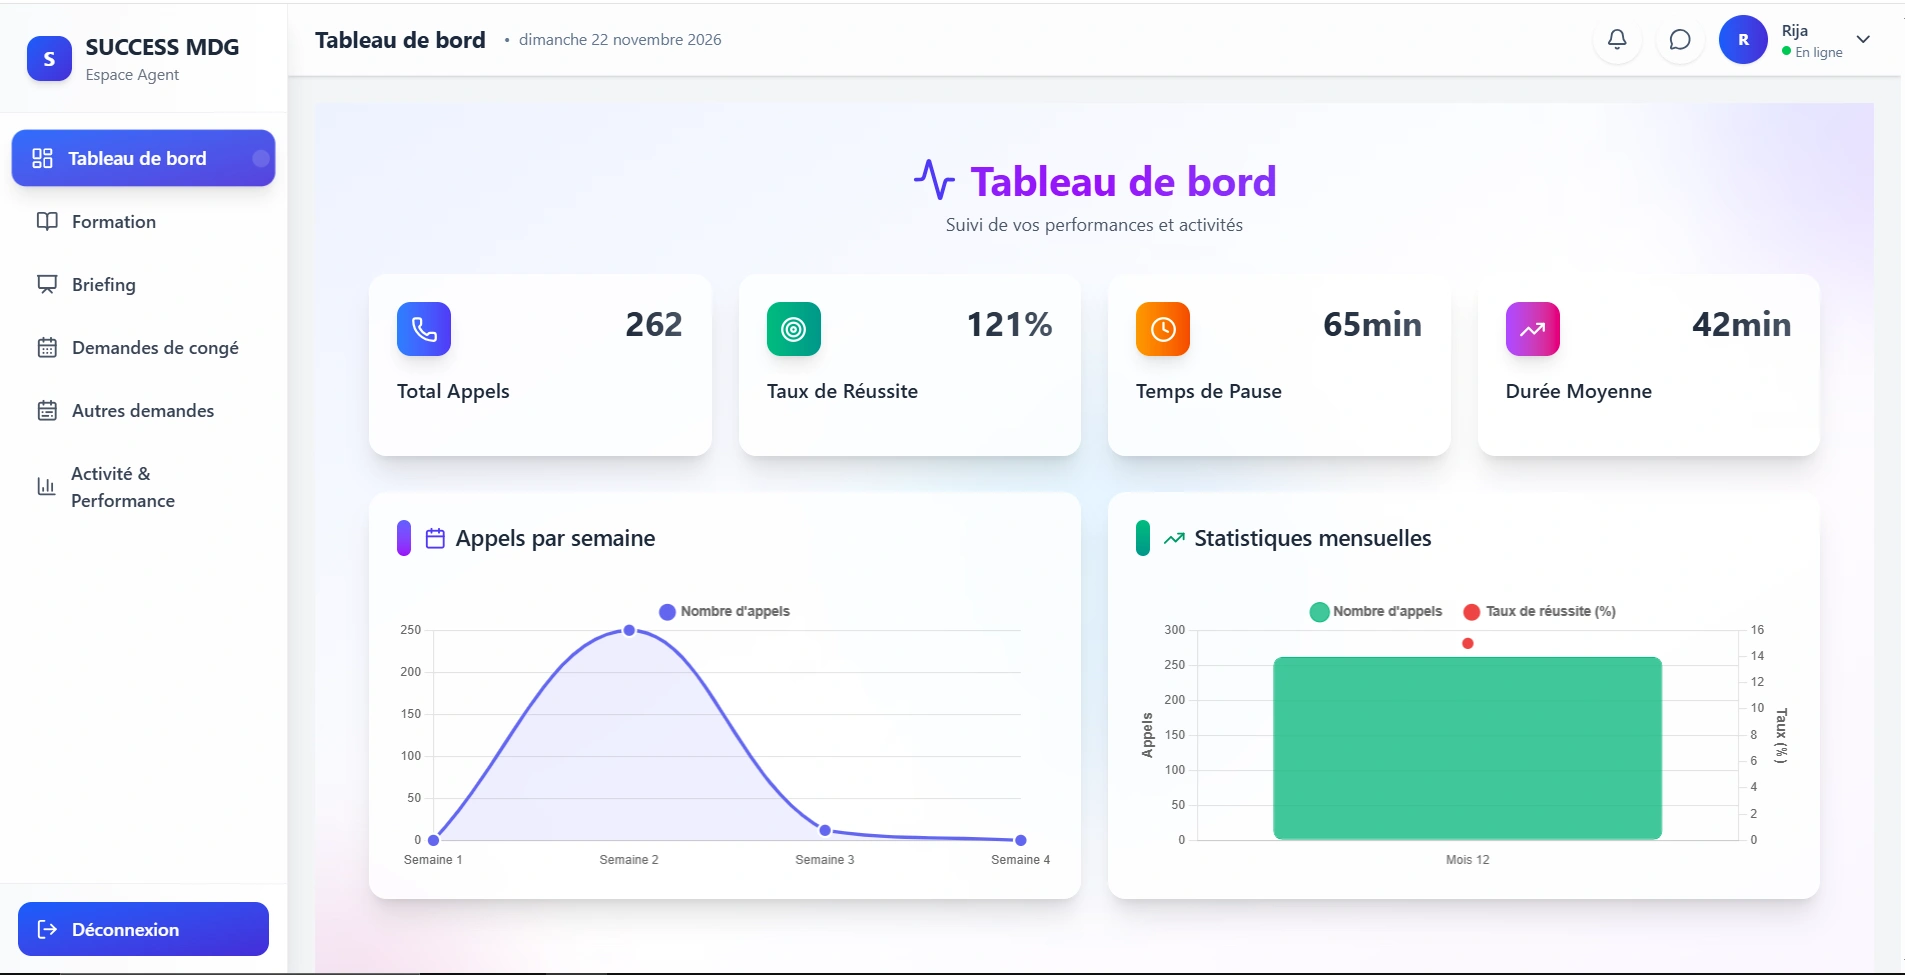 S
SUCCESS MDG
Espace Agent
Tableau de bord
Formation
Briefing
Demandes de congé
Autres demandes
Activité &
Performance
Déconnexion
Tableau de bord • dimanche 22 novembre 2026
R
Rija
En ligne
Tableau de bord
Suivi de vos performances et activités
262
Total Appels
121%
Taux de Réussite
65min
Temps de Pause
42min
Durée Moyenne
Appels par semaine
Nombre d'appels
250
200
150
100
50
0
Semaine 1 Semaine 2 Semaine 3 Semaine 4
Statistiques mensuelles
Nombre d'appels Taux de réussite (%)
Appels
300
250
200
150
100
50
0
16
14
12
10
8
6
4
2
0
Taux (%)
Mois 12